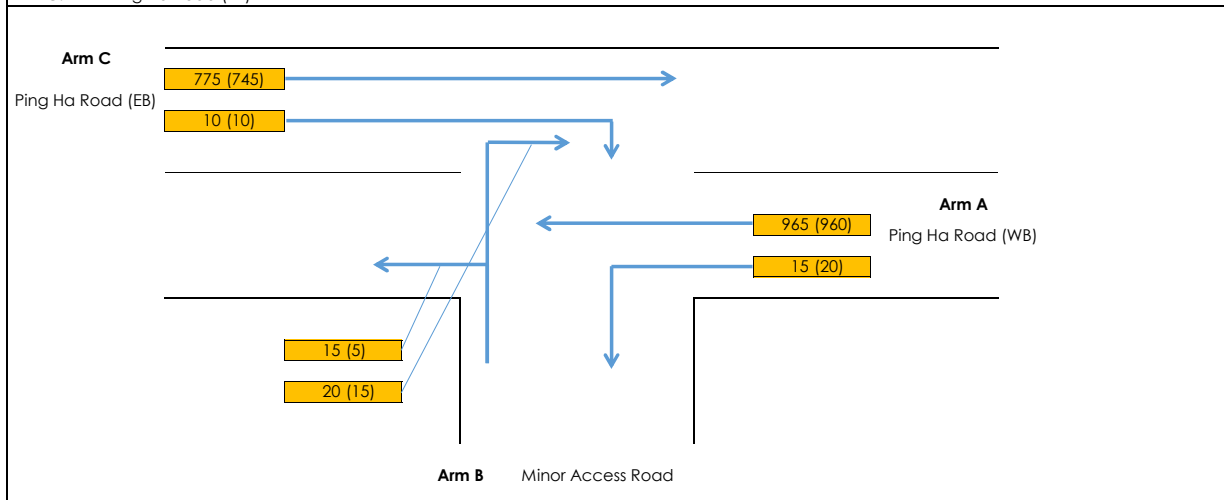 Arm C
775 (745)
Ping Ha Road (EB)
10 (10)
Arm A
965 (960)
Ping Ha Road (WB)
15 (20)
15 (5)
20 (15)
Arm B Minor Access Road